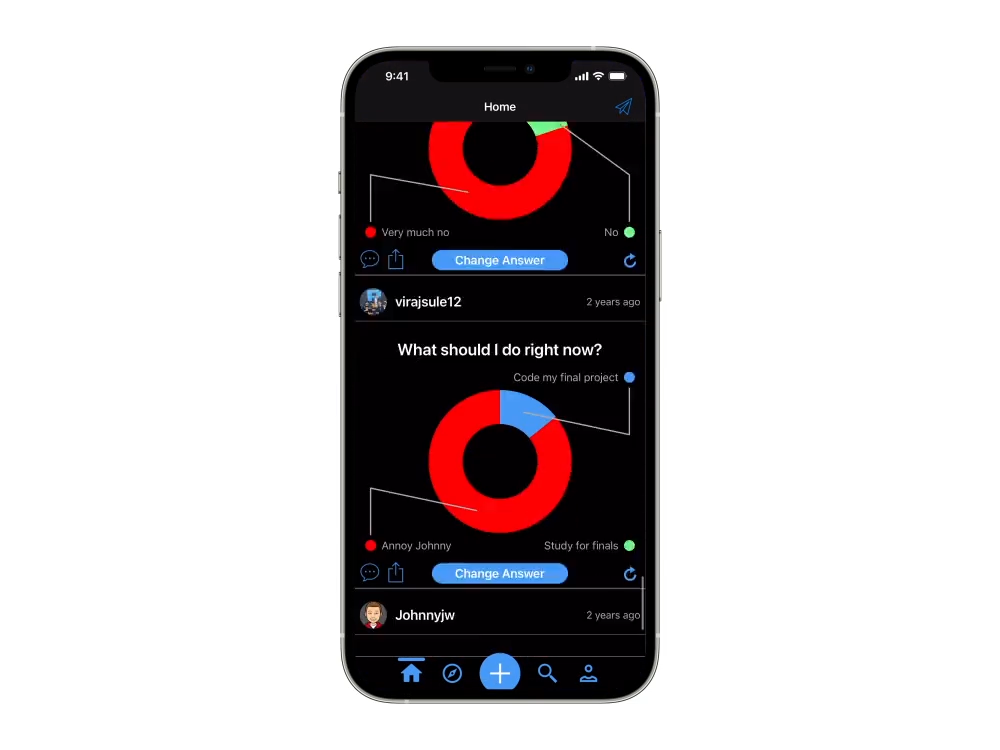 9:41
Home
Very much no
No
Change Answer
virajsule12
2 years ago
What should I do right now?
Code my final project
Annoy Johnny
Study for finals
Change Answer
Johnnyjw
2 years ago